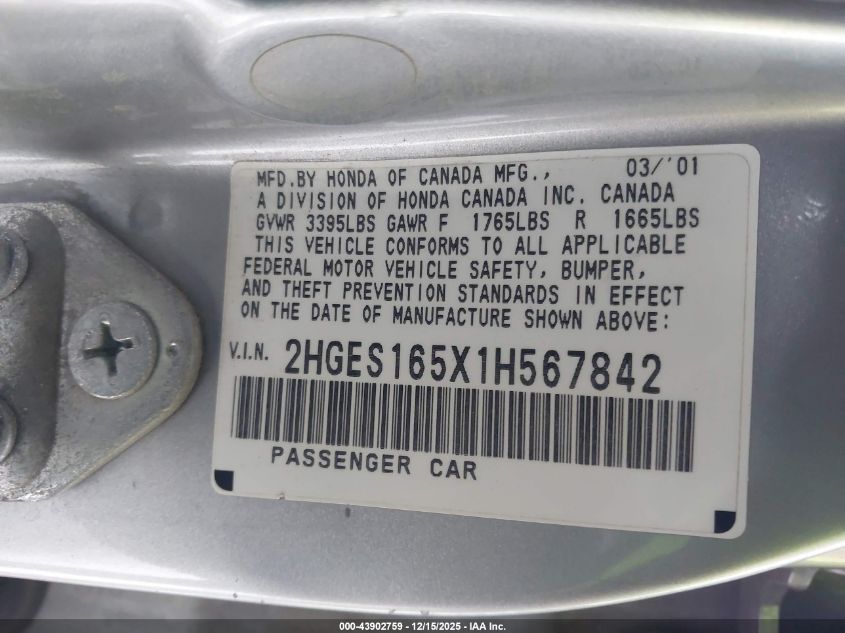 MFD.BY HONDA OF CANADA MFG., 03/'01
A DIVISION OF HONDA CANADA INC. CANADA
GVWR 3395LBS GAWR F 1765LBS R 1665LBS
THIS VEHICLE CONFORMS TO ALL APPLICABLE
FEDERAL MOTOR VEHICLE SAFETY, BUMPER,
AND THEFT PREVENTION STANDARDS IN EFFECT
ON THE DATE OF MANUFACTURE SHOWN ABOVE:
V.I.N. 2HGES165X1H567842
PASSENGER CAR
000-43902759 - 12/15/2025 - IAA Inc.